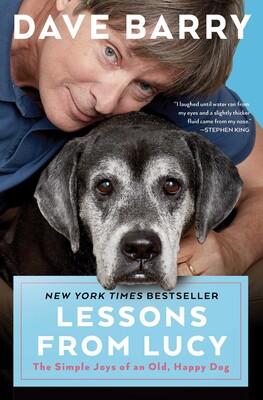 DAVE BARRY
"I laughed until water ran from
my eyes and a slightly thicker
fluid came from my nose."
—STEPHEN KING
NEW YORK TIMES BESTSELLER
LESSONS
FROM LUCY
The Simple Joys of an Old, Happy Dog